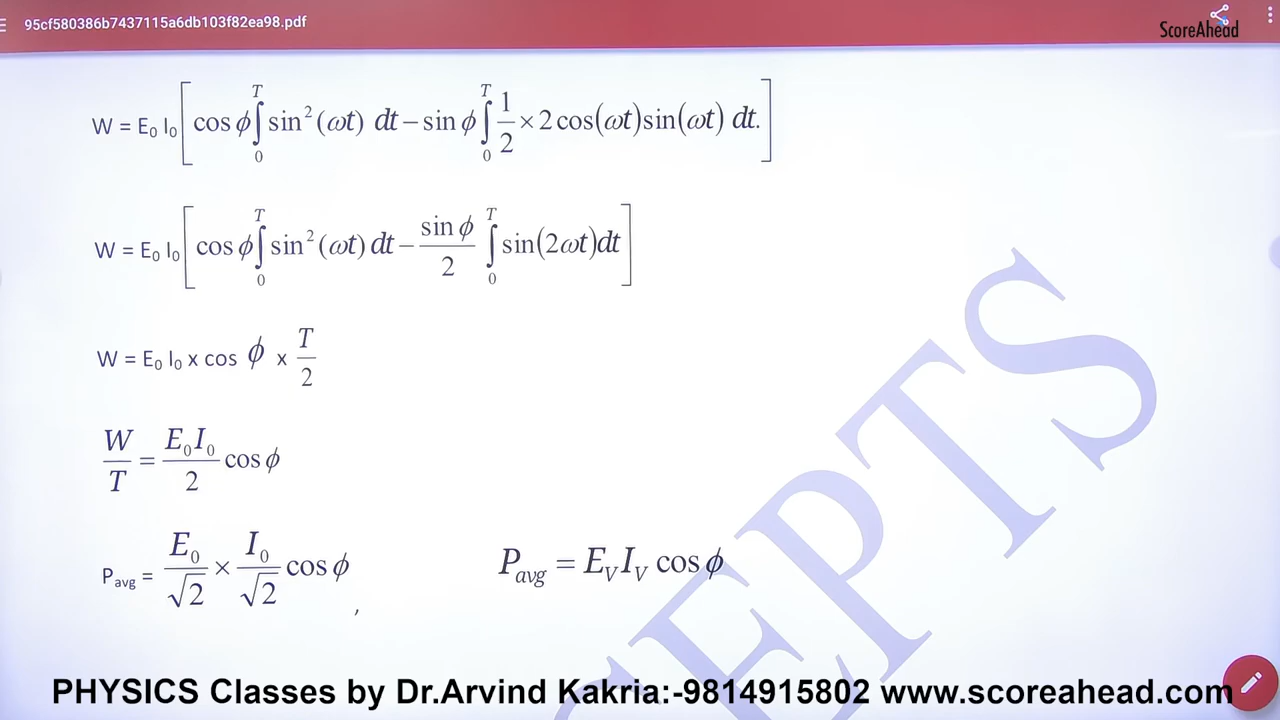 95cf580386b7437115a6db103f82ea98.pdf
ScoreAhead
W = E₀ I₀ [ cos ϕ ∫₀ᵀ sin² (ωt) dt − sin ϕ ∫₀ᵀ 1/2 × 2 cos(ωt) sin(ωt) dt. ]
W = E₀ I₀ [ cos ϕ ∫₀ᵀ sin² (ωt) dt − sin ϕ/2 ∫₀ᵀ sin(2ωt)dt ]
W = E₀ I₀ x cos ϕ x T/2
W/T = E₀I₀/2 cos ϕ
P_avg = E₀/√2 × I₀/√2 cos ϕ , P_avg = E_V I_V cos ϕ
CEPTS
PHYSICS Classes by Dr.Arvind Kakria:-9814915802 www.scoreahead.com